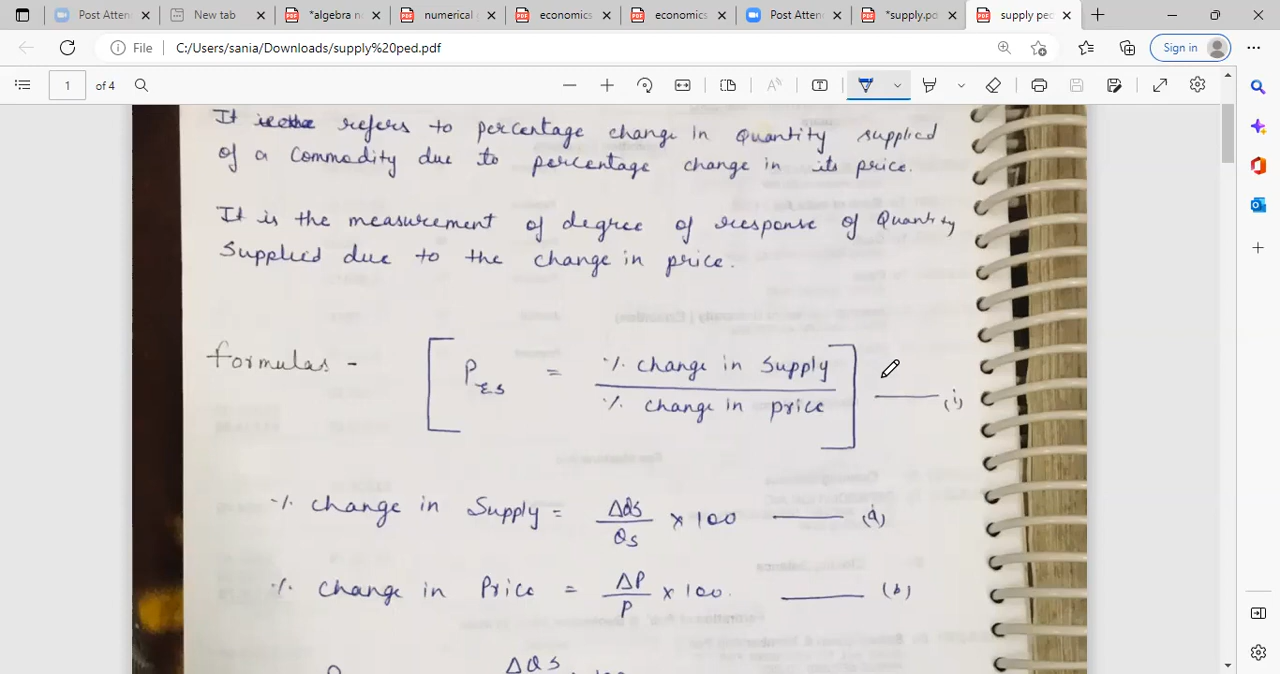 Post Atten
New tab
*algebra n
numerical
economics
economics
Post Atten
*supply.pd
supply ped
File
C:/Users/sania/Downloads/supply%20ped.pdf
Sign in
1 of 4
It refers to percentage change in Quantity supplied
of a Commodity due to percentage change in its price.
It is the measurement of degree of response of Quantity
Supplied due to the change in price.
formulas -
P εs = % change in Supply
% change in price
(i)
% change in Supply = ΔQs × 100 (a)
Qs
% change in Price = ΔP × 100. (b)
P
ΔQs